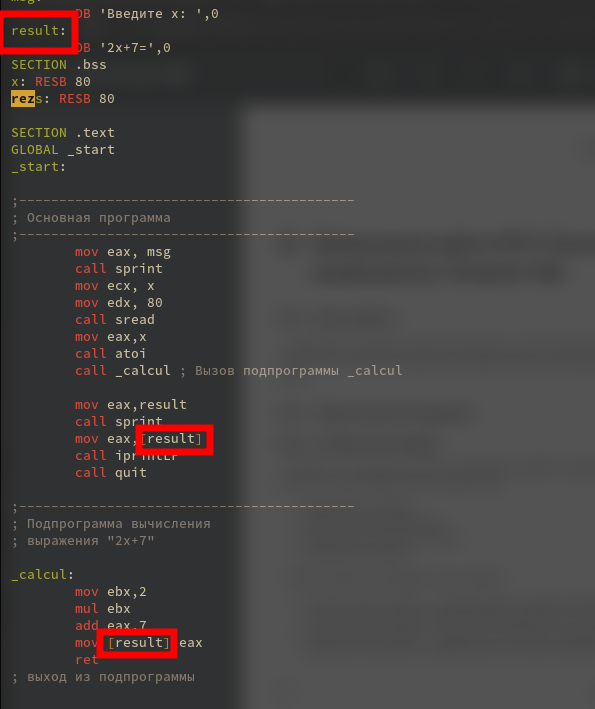 DB 'Введите x: ',0
result:
DB '2x+7=',0
SECTION .bss
x: RESB 80
rezs: RESB 80
SECTION .text
GLOBAL _start
_start:
;------------------------------------------
; Основная программа
;------------------------------------------
mov eax, msg
call sprint
mov ecx, x
mov edx, 80
call sread
mov eax,x
call atoi
call _calcul ; Вызов подпрограммы _calcul
mov eax,result
call sprint
mov eax,[result]
call iprintLF
call quit
;------------------------------------------
; Подпрограмма вычисления
; выражения "2x+7"
_calcul:
mov ebx,2
mul ebx
add eax,7
mov [result] eax
ret
; выход из подпрограммы